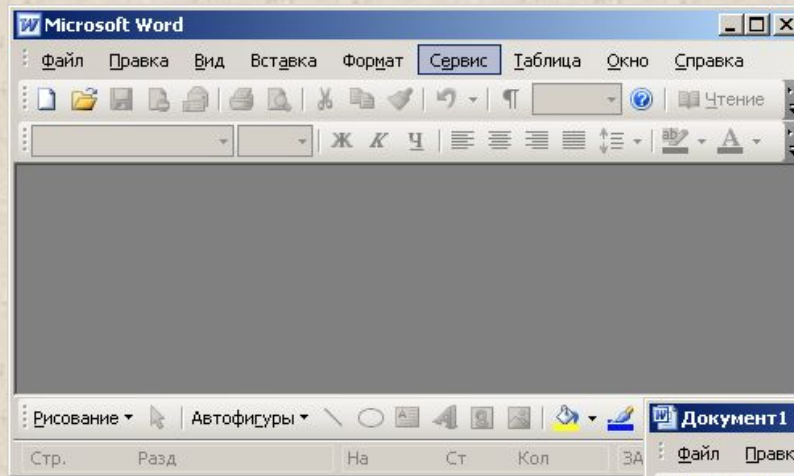 Microsoft Word
Файл Правка Вид Вставка Формат Сервис Таблица Окно Справка
Чтение
Ж К Ч
Рисование Автофигуры
Документ1
Стр. Разд На Ст Кол ЗА
Файл Правк